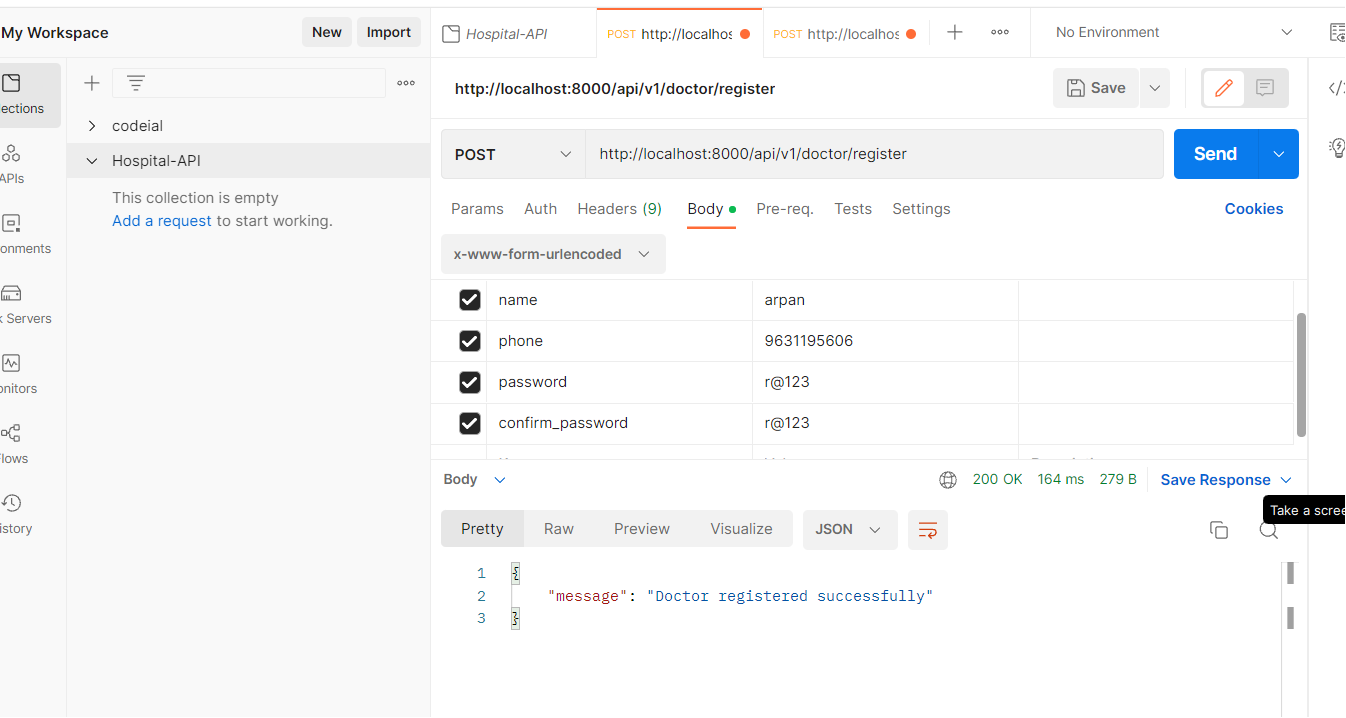 My Workspace New Import Hospital-API POST http://localhos POST http://localhos No Environment
http://localhost:8000/api/v1/doctor/register Save
ections codeial
POST http://localhost:8000/api/v1/doctor/register Send
Hospital-API
APIs
This collection is empty
Params Auth Headers (9) Body Pre-req. Tests Settings Cookies
Add a request to start working.
onments
x-www-form-urlencoded
name arpan
k Servers
phone 9631195606
password r@123
onitors
confirm_password r@123
lows
Body 200 OK 164 ms 279 B Save Response
Take a scree
istory
Pretty Raw Preview Visualize JSON
1 {
2 "message": "Doctor registered successfully"
3 }